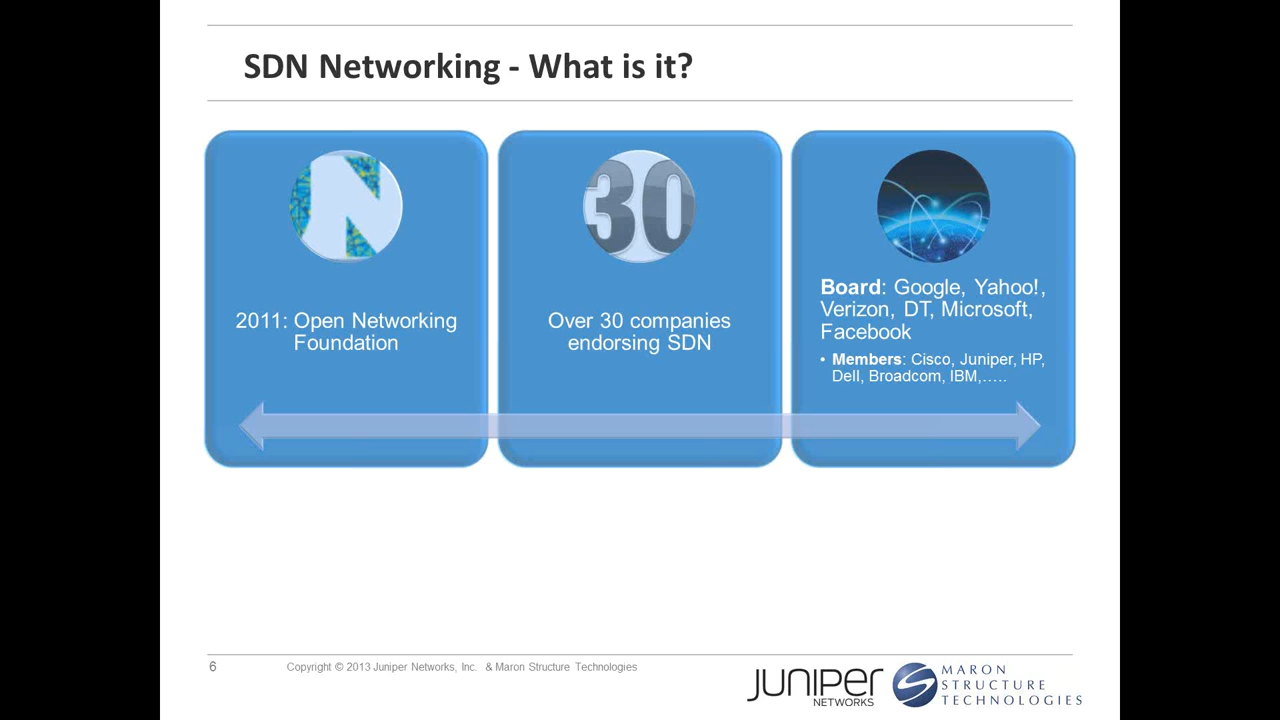 SDN Networking - What is it?
N
30
2011: Open Networking
Foundation
Over 30 companies
endorsing SDN
Board: Google, Yahoo!,
Verizon, DT, Microsoft,
Facebook
• Members: Cisco, Juniper, HP,
Dell, Broadcom, IBM,.....
6
Copyright © 2013 Juniper Networks, Inc. & Maron Structure Technologies
JUNIPER
NETWORKS
S
MARON
STRUCTURE
TECHNOLOGIES